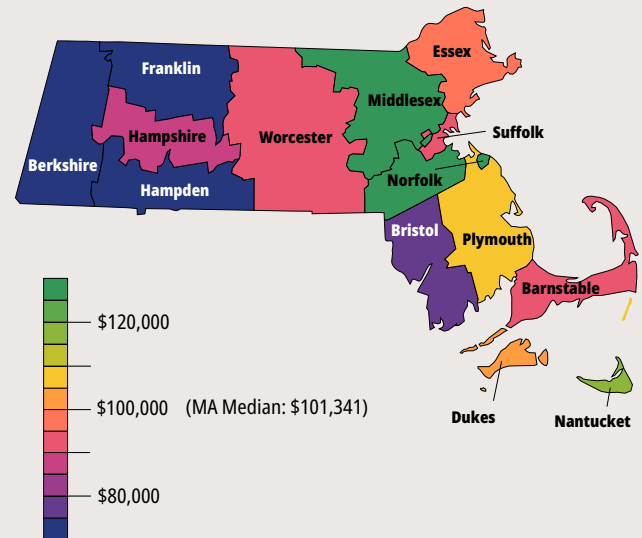 Essex
Franklin
Middlesex
Hampshire
Worcester
Suffolk
Berkshire
Hampden
Norfolk
Bristol
Plymouth
Barnstable
$120,000
$100,000 (MA Median: $101,341)
Dukes
Nantucket
$80,000